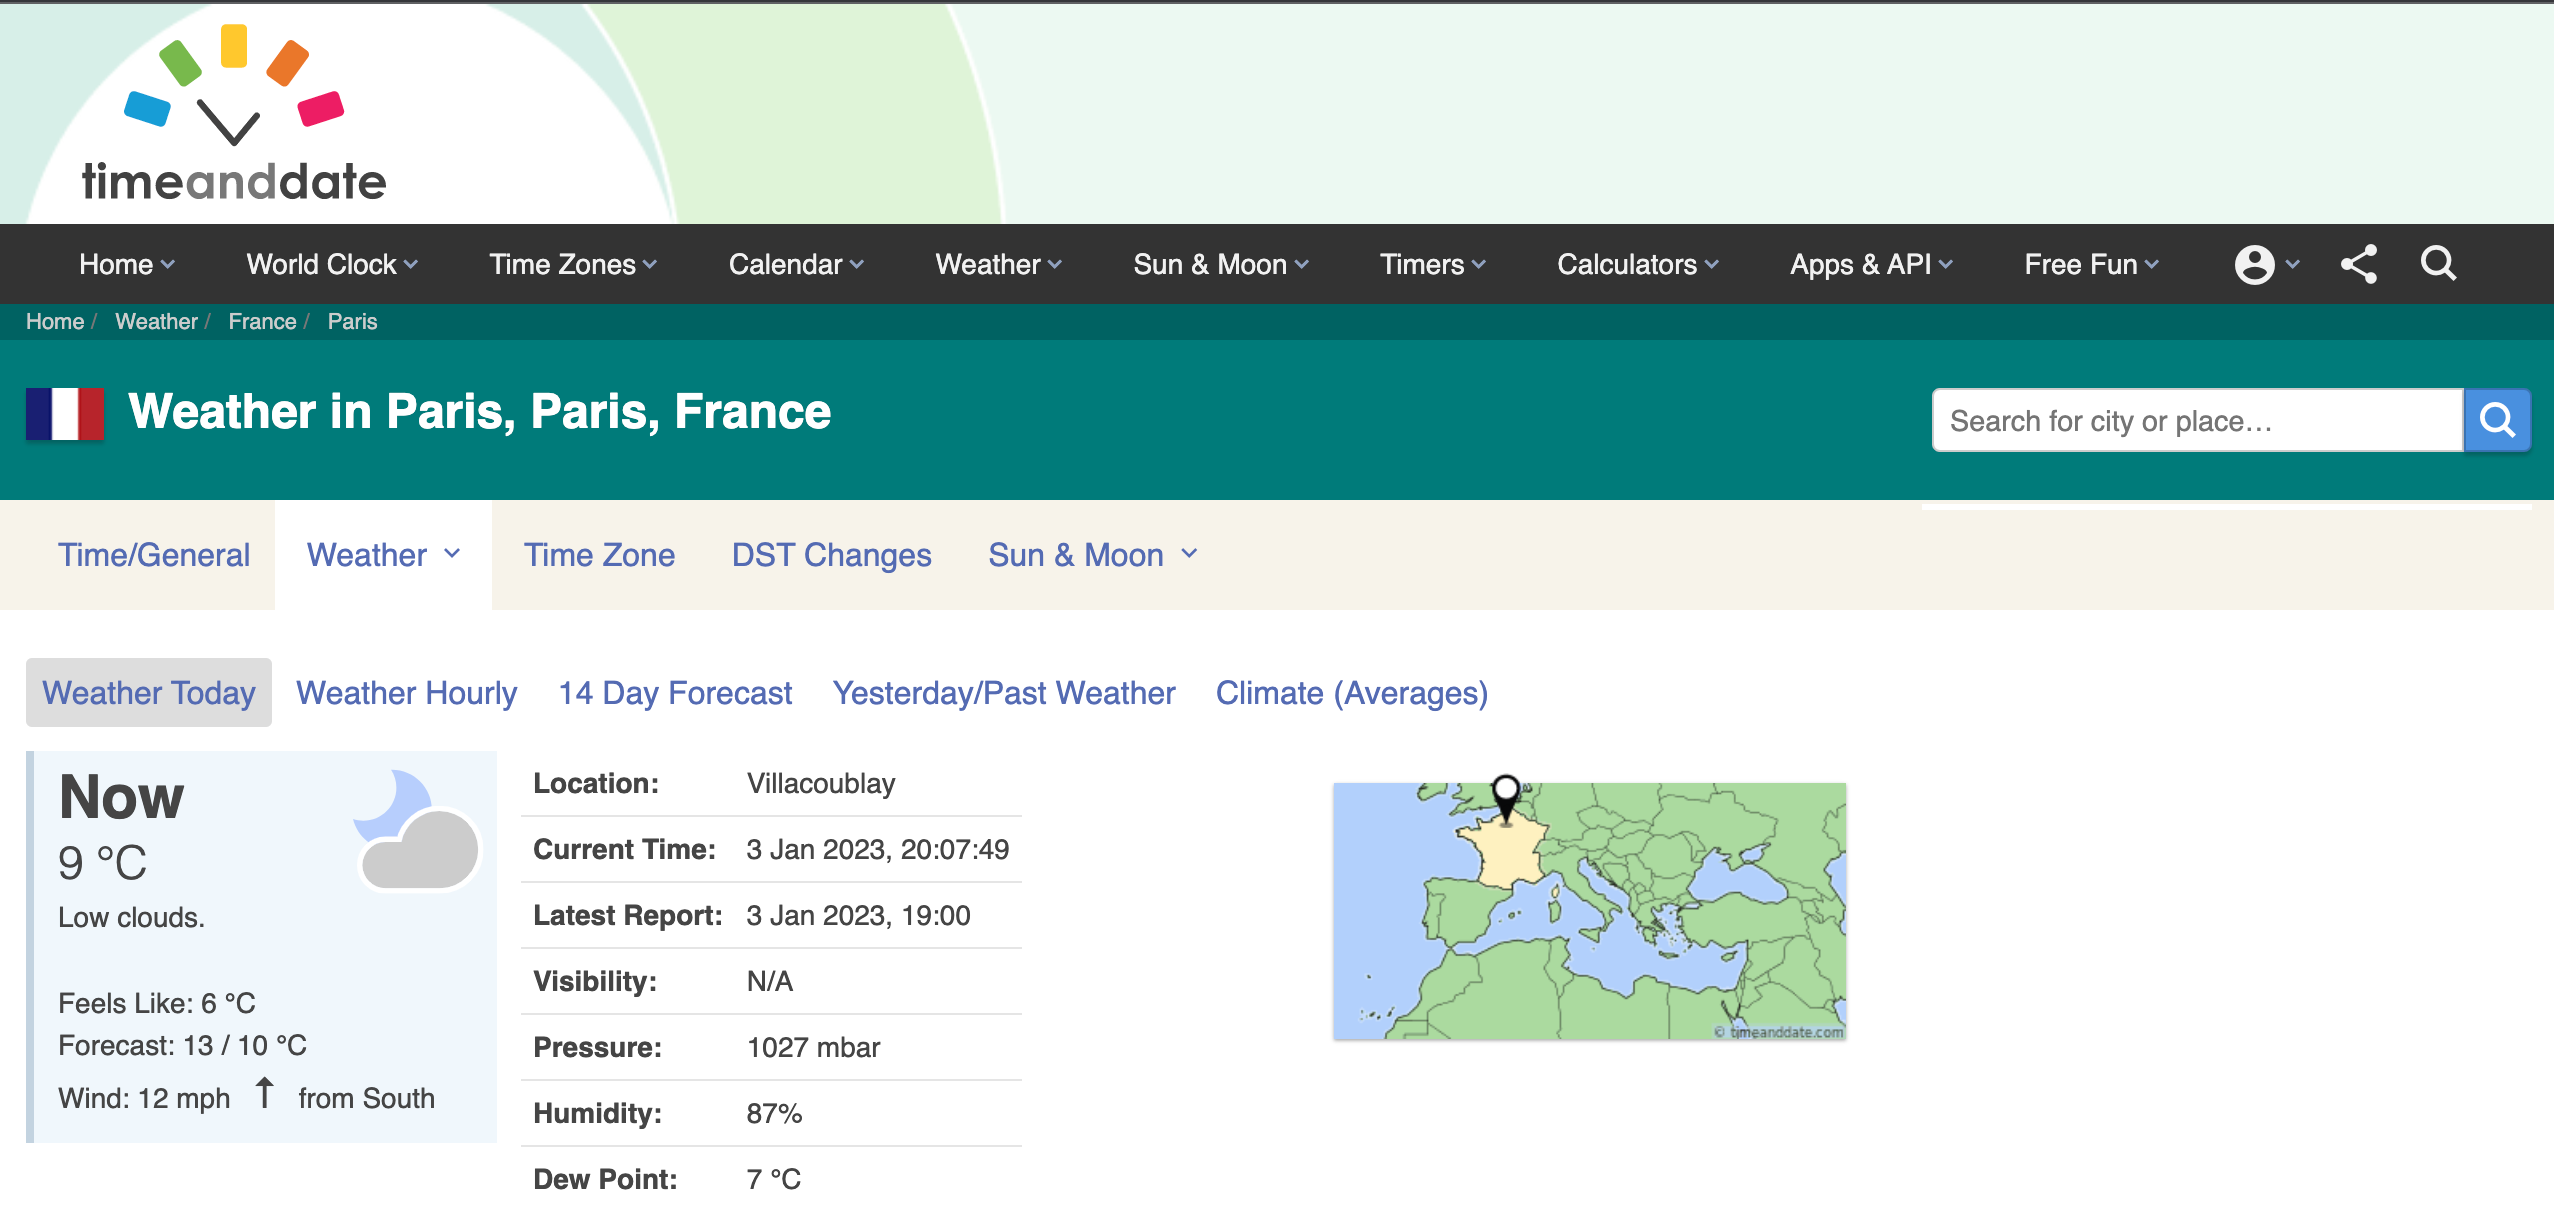 timeanddate
Home World Clock Time Zones Calendar Weather Sun & Moon Timers Calculators Apps & API Free Fun
Home / Weather / France / Paris
Weather in Paris, Paris, France
Search for city or place...
Time/General Weather Time Zone DST Changes Sun & Moon
Weather Today Weather Hourly 14 Day Forecast Yesterday/Past Weather Climate (Averages)
Now
9 °C
Low clouds.
Feels Like: 6 °C
Forecast: 13 / 10 °C
Wind: 12 mph ↑ from South
Location: Villacoublay
Current Time: 3 Jan 2023, 20:07:49
Latest Report: 3 Jan 2023, 19:00
Visibility: N/A
Pressure: 1027 mbar
Humidity: 87%
Dew Point: 7 °C
© timeanddate.com